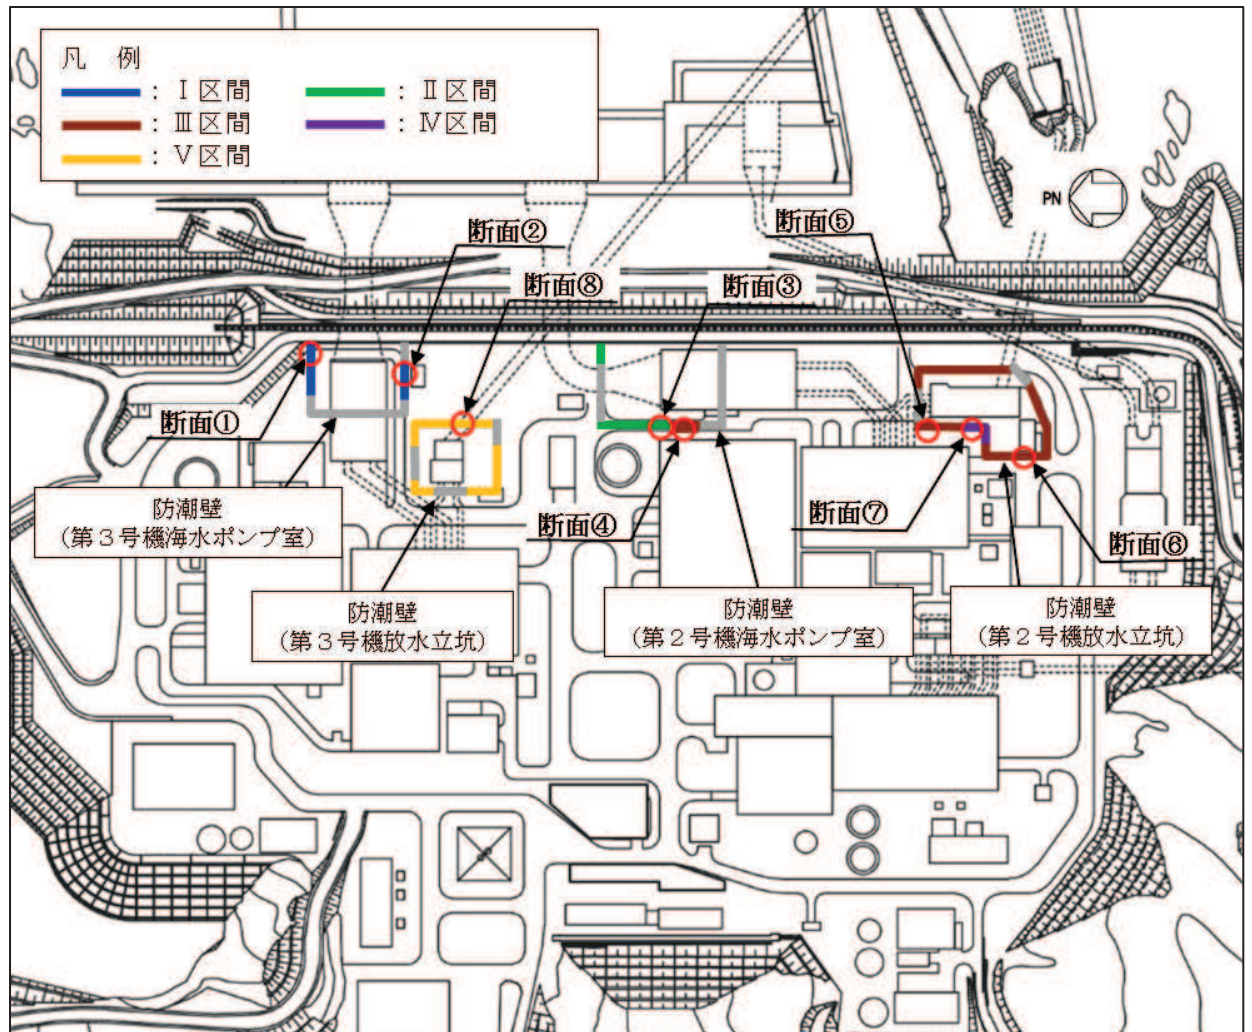 凡　例
：Ⅰ区間
：Ⅱ区間
：Ⅲ区間
：Ⅳ区間
：Ⅴ区間
PN
断面②
断面⑤
断面⑧
断面③
断面①
断面④
断面⑦
断面⑥
防潮壁
(第３号機海水ポンプ室)
防潮壁
(第３号機放水立坑)
防潮壁
(第２号機海水ポンプ室)
防潮壁
(第２号機放水立坑)